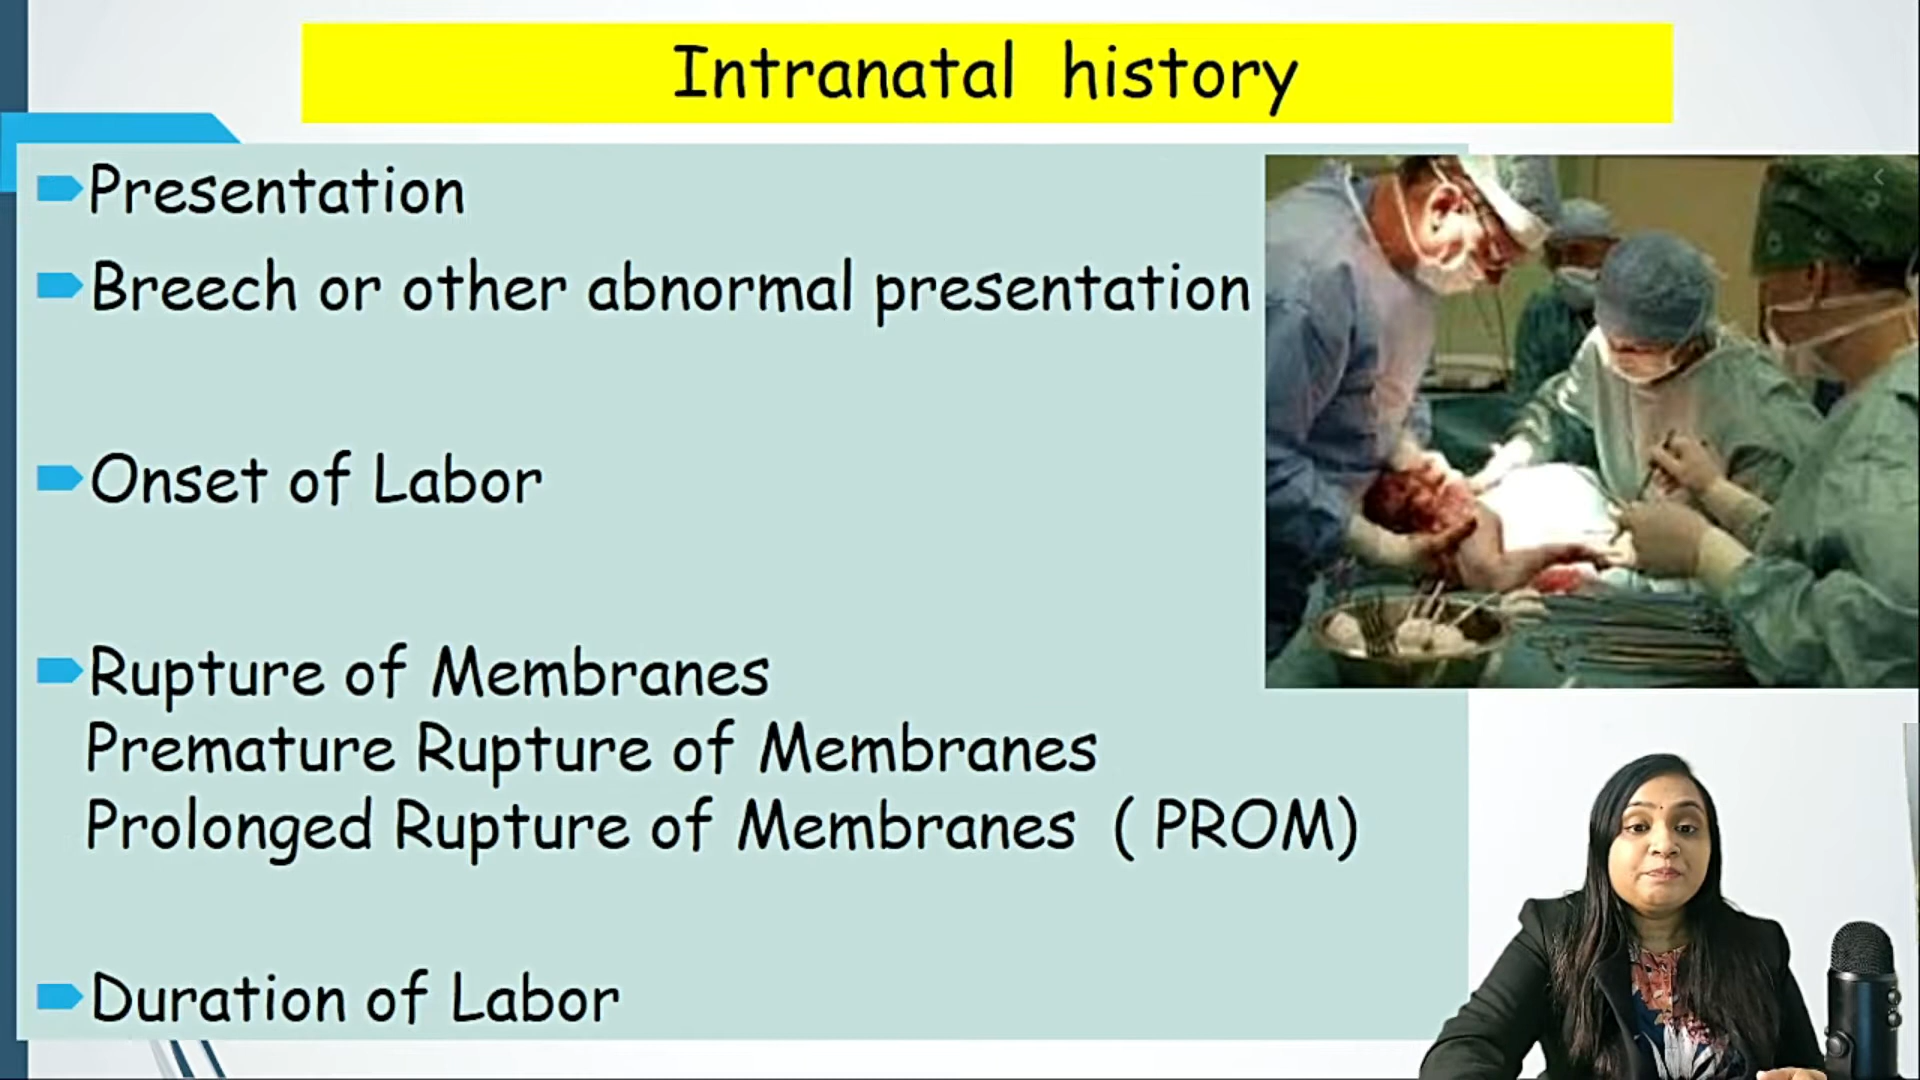 Intranatal history
Presentation
Breech or other abnormal presentation
Onset of Labor
Rupture of Membranes
Premature Rupture of Membranes
Prolonged Rupture of Membranes ( PROM)
Duration of Labor